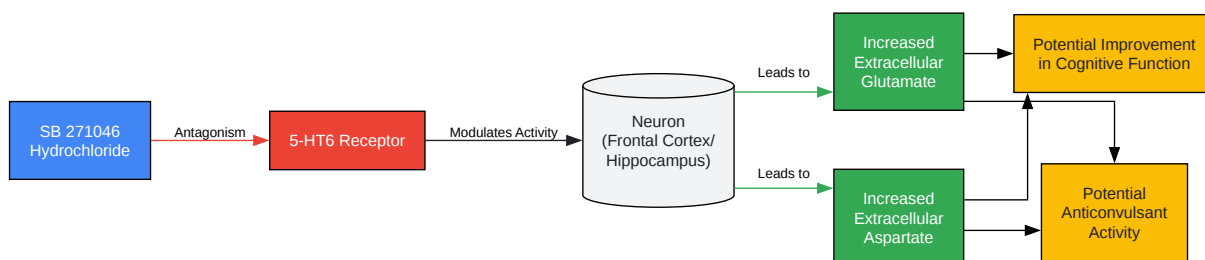 SB 271046
Hydrochloride
Antagonism
5-HT6 Receptor
Modulates Activity
Neuron
(Frontal Cortex/
Hippocampus)
Leads to
Increased
Extracellular
Glutamate
Potential Improvement
in Cognitive Function
Leads to
Increased
Extracellular
Aspartate
Potential
Anticonvulsant
Activity